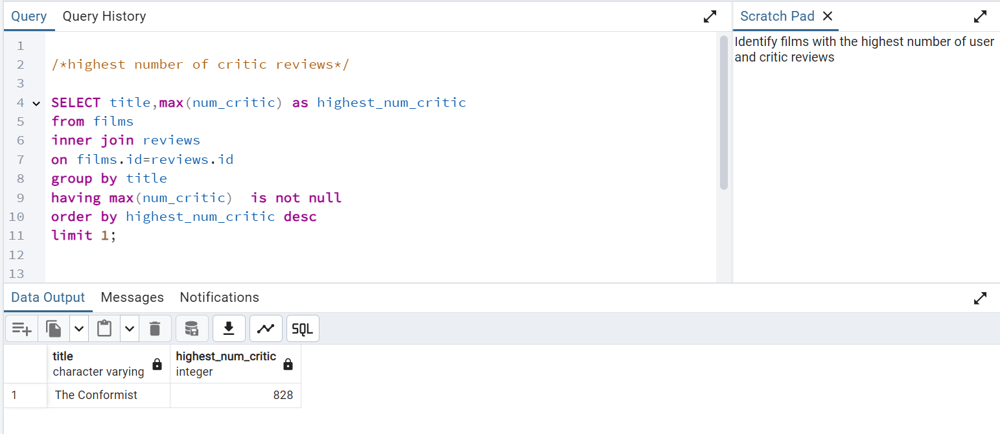 Query Query History
Scratch Pad
Identify films with the highest number of user
and critic reviews
1
2 /*highest number of critic reviews*/
3
4 SELECT title,max(num_critic) as highest_num_critic
5 from films
6 inner join reviews
7 on films.id=reviews.id
8 group by title
9 having max(num_critic)  is not null
10 order by highest_num_critic desc
11 limit 1;
12
13
Data Output Messages Notifications
SQL
title highest_num_critic
character varying integer
1 The Conformist 828